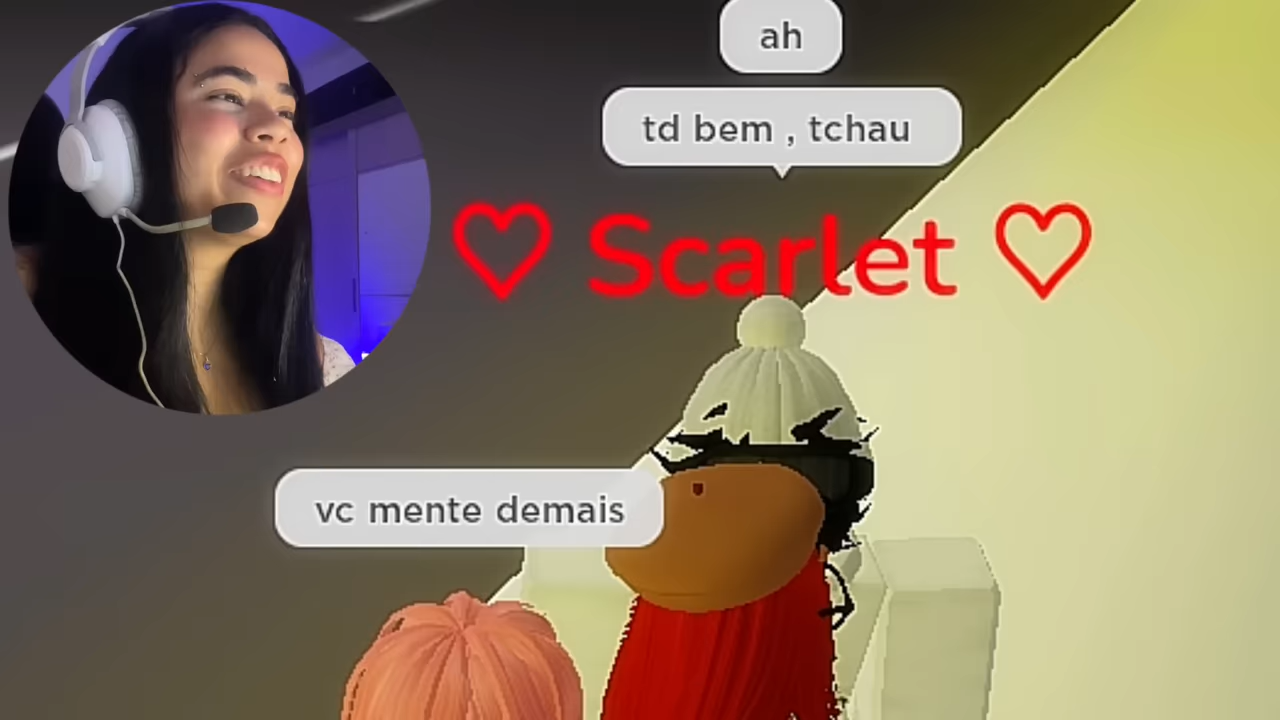 ah
td bem , tchau
♡ Scarlet ♡
vc mente demais